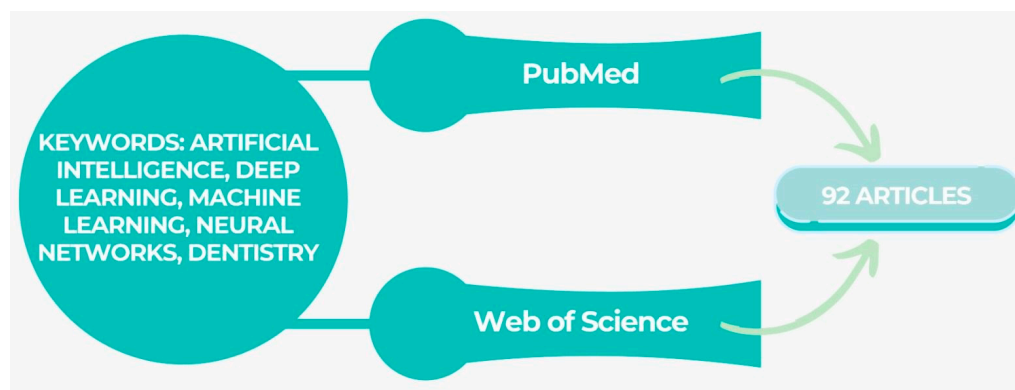 KEYWORDS: ARTIFICIAL
INTELLIGENCE, DEEP
LEARNING, MACHINE
LEARNING, NEURAL
NETWORKS, DENTISTRY
PubMed
Web of Science
92 ARTICLES